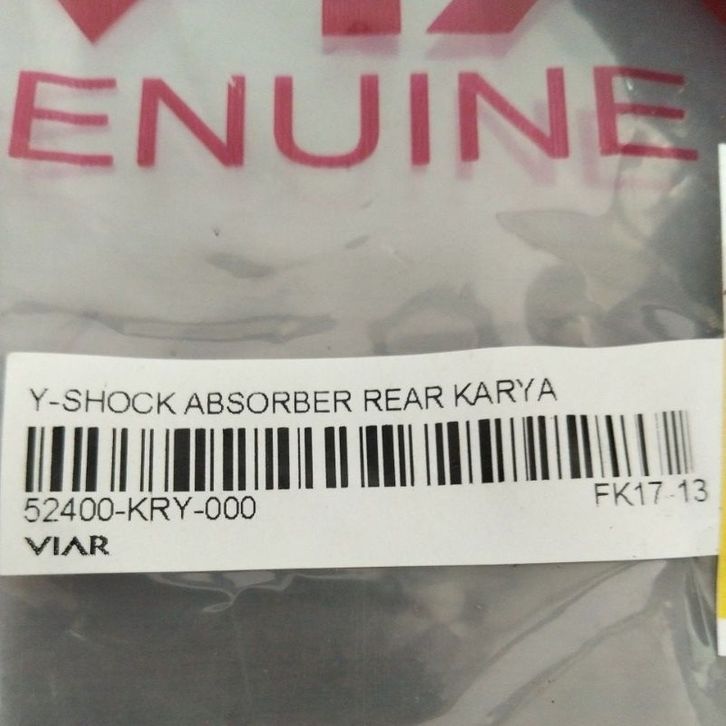 ENUINE
Y-SHOCK ABSORBER REAR KARYA
52400-KRY-000
FK17-13
VIAR